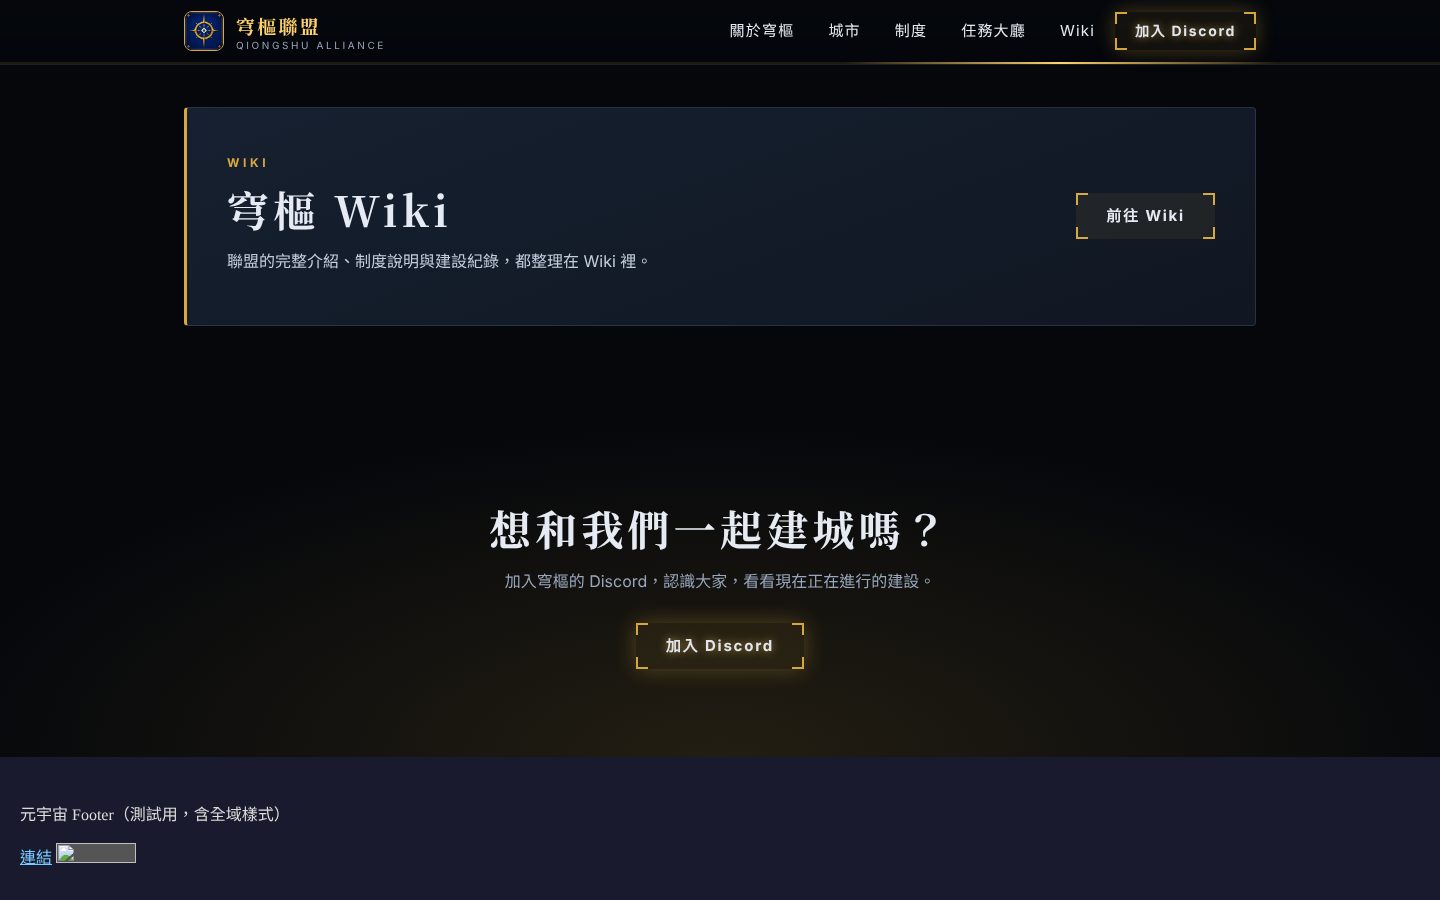 穹樞聯盟
QIONGSHU ALLIANCE
關於穹樞
城市
制度
任務大廳
Wiki
加入 Discord
WIKI
穹樞 Wiki
聯盟的完整介紹、制度說明與建設紀錄，都整理在 Wiki 裡。
前往 Wiki
想和我們一起建城嗎？
加入穹樞的 Discord，認識大家，看看現在正在進行的建設。
加入 Discord
元宇宙 Footer（測試用，含全域樣式）
連結